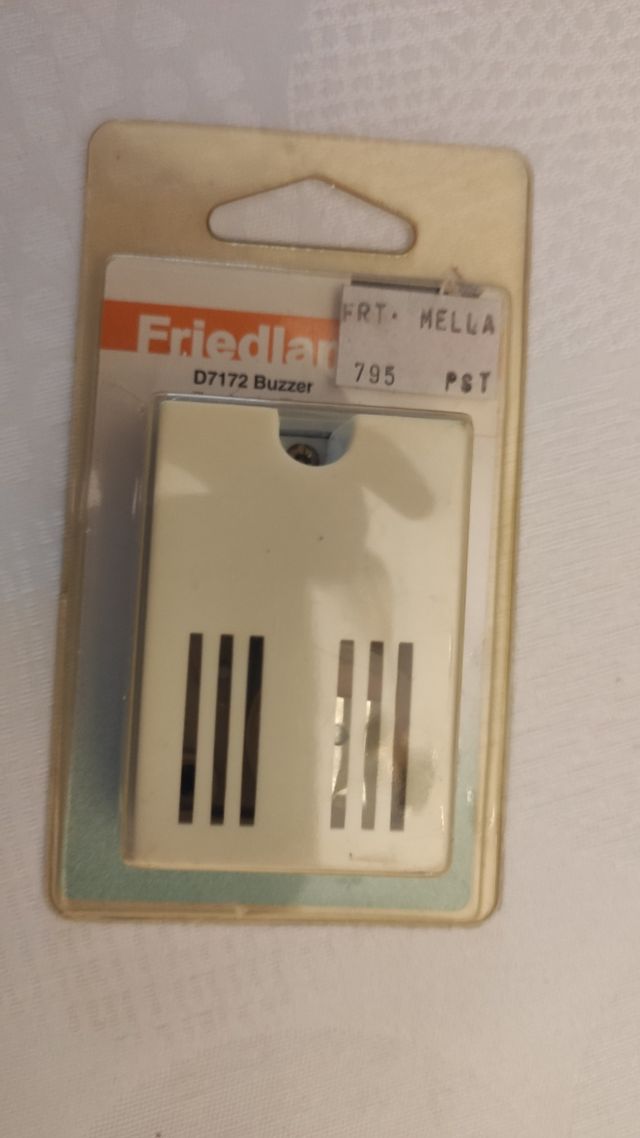 FRT. MELLA
795 PST
Friedlan
D7172 Buzzer